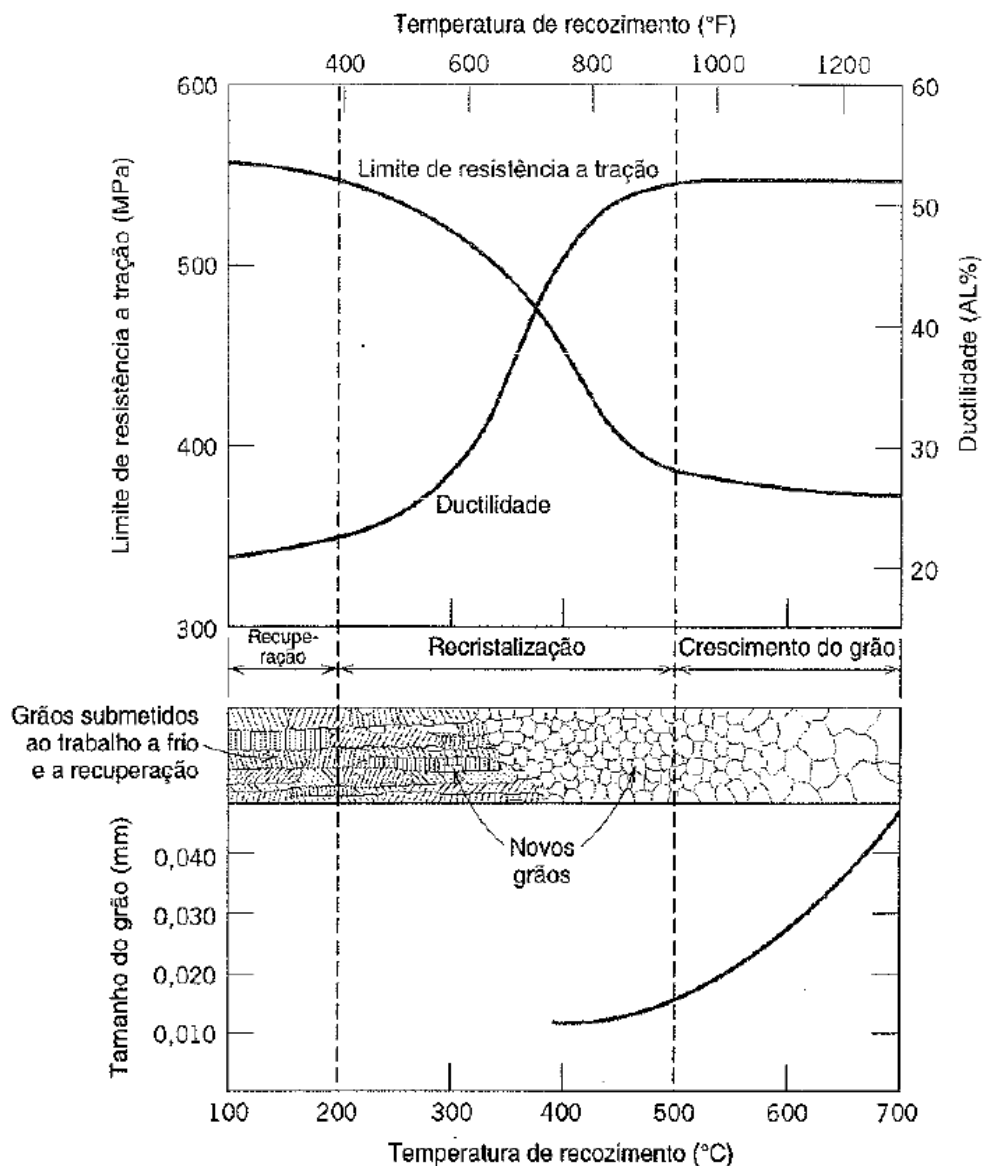 Temperatura de recozimento (°F)
400 600 800 1000 1200
600 60
Limite de resistência a tração
50
500
40
400
30
Ductilidade
20
300
Limite de resistência a tração (MPa)
Ductilidade (AL%)
Recupe-
ração
Recristalização
Crescimento do grão
Grãos submetidos
ao trabalho a frio
e a recuperação
Novos
grãos
0,040
0,030
0,020
0,010
Tamanho do grão (mm)
100 200 300 400 500 600 700
Temperatura de recozimento (°C)